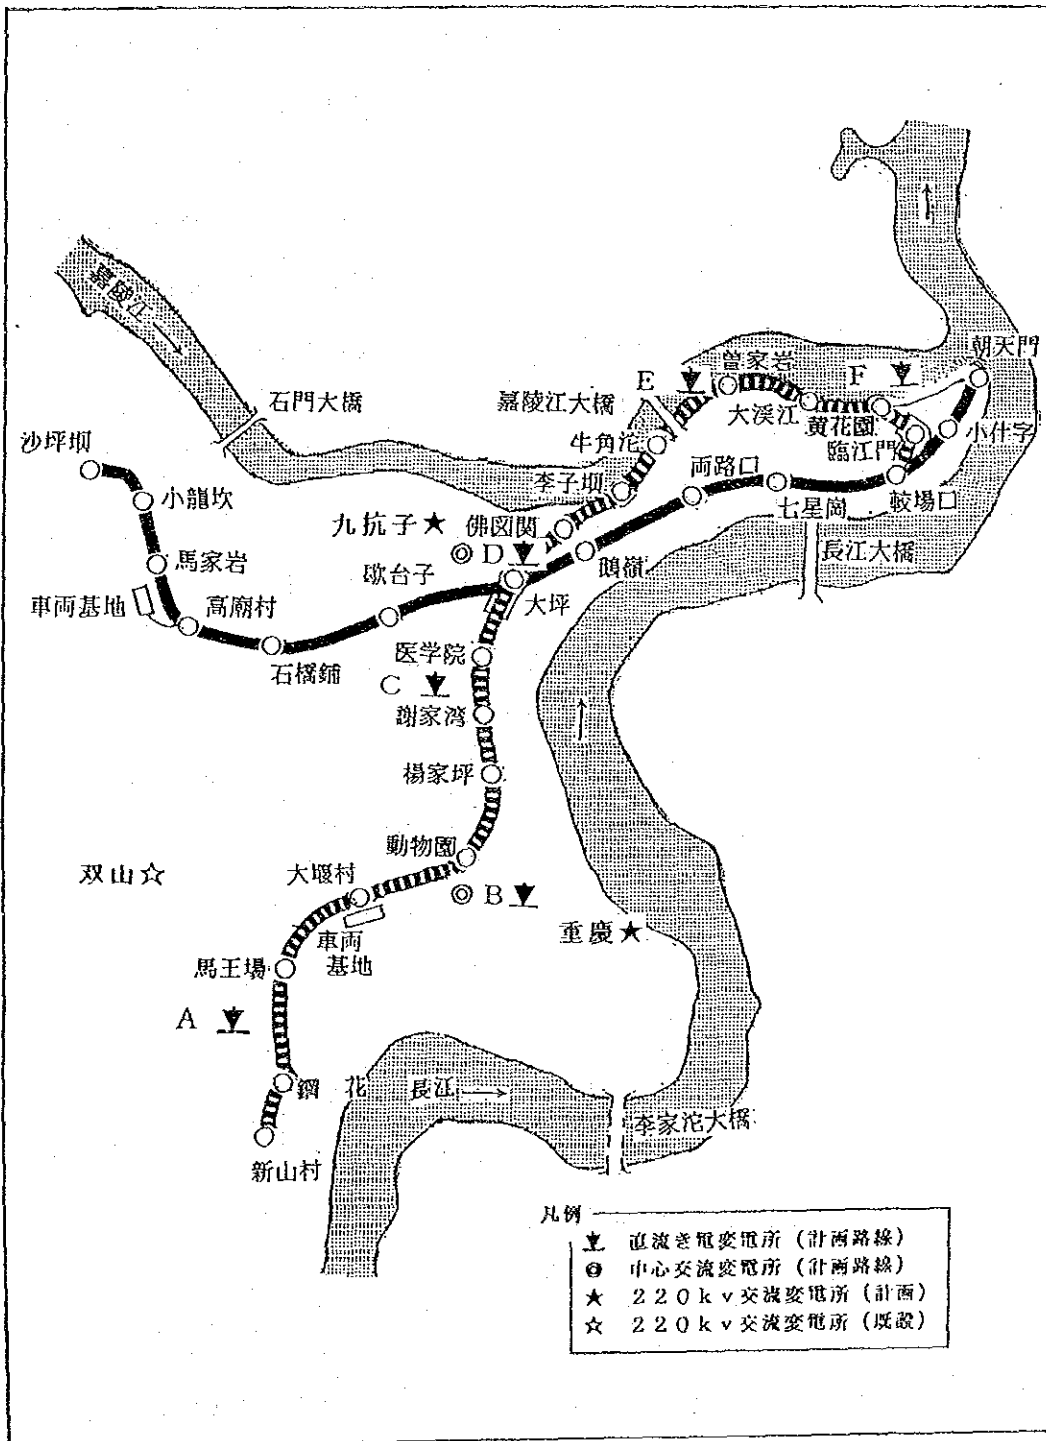 嘉陵江
石門大橋
沙坪坝
小龍坎
馬家岩
車両基地
高廟村
石橋鋪
歇台子
九抗子
佛図関
D
大坪
鵝嶺
両路口
七星崗
較場口
小什字
朝天門
臨江門
黄花園
F
大渓江
曽家岩
E
嘉陵江大橋
牛角沱
李子坝
長江大橋
医学院
C
謝家湾
楊家坪
動物園
B
大堰村
車両
基地
双山
重慶
馬王場
A
鋼花
長江
李家沱大橋
新山村
凡例
直流き電変電所（計画路線）
中心交流変電所（計画路線）
220kv交流変電所（計画）
220kv交流変電所（既設）